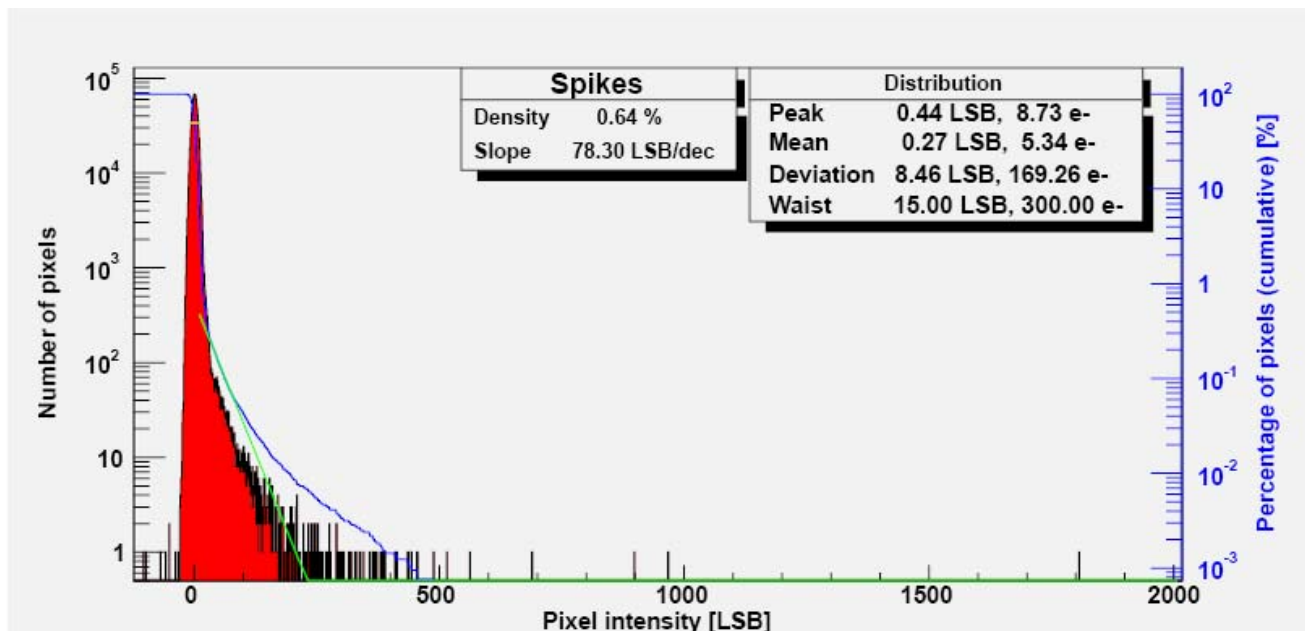 Spikes
Density 0.64 %
Slope 78.30 LSB/dec
Distribution
Peak 0.44 LSB, 8.73 e-
Mean 0.27 LSB, 5.34 e-
Deviation 8.46 LSB, 169.26 e-
Waist 15.00 LSB, 300.00 e-
Number of pixels
10^5
10^4
10^3
10^2
10
1
Percentage of pixels (cumulative) [%]
10^2
10
1
10^-1
10^-2
10^-3
0 500 1000 1500 2000
Pixel intensity [LSB]